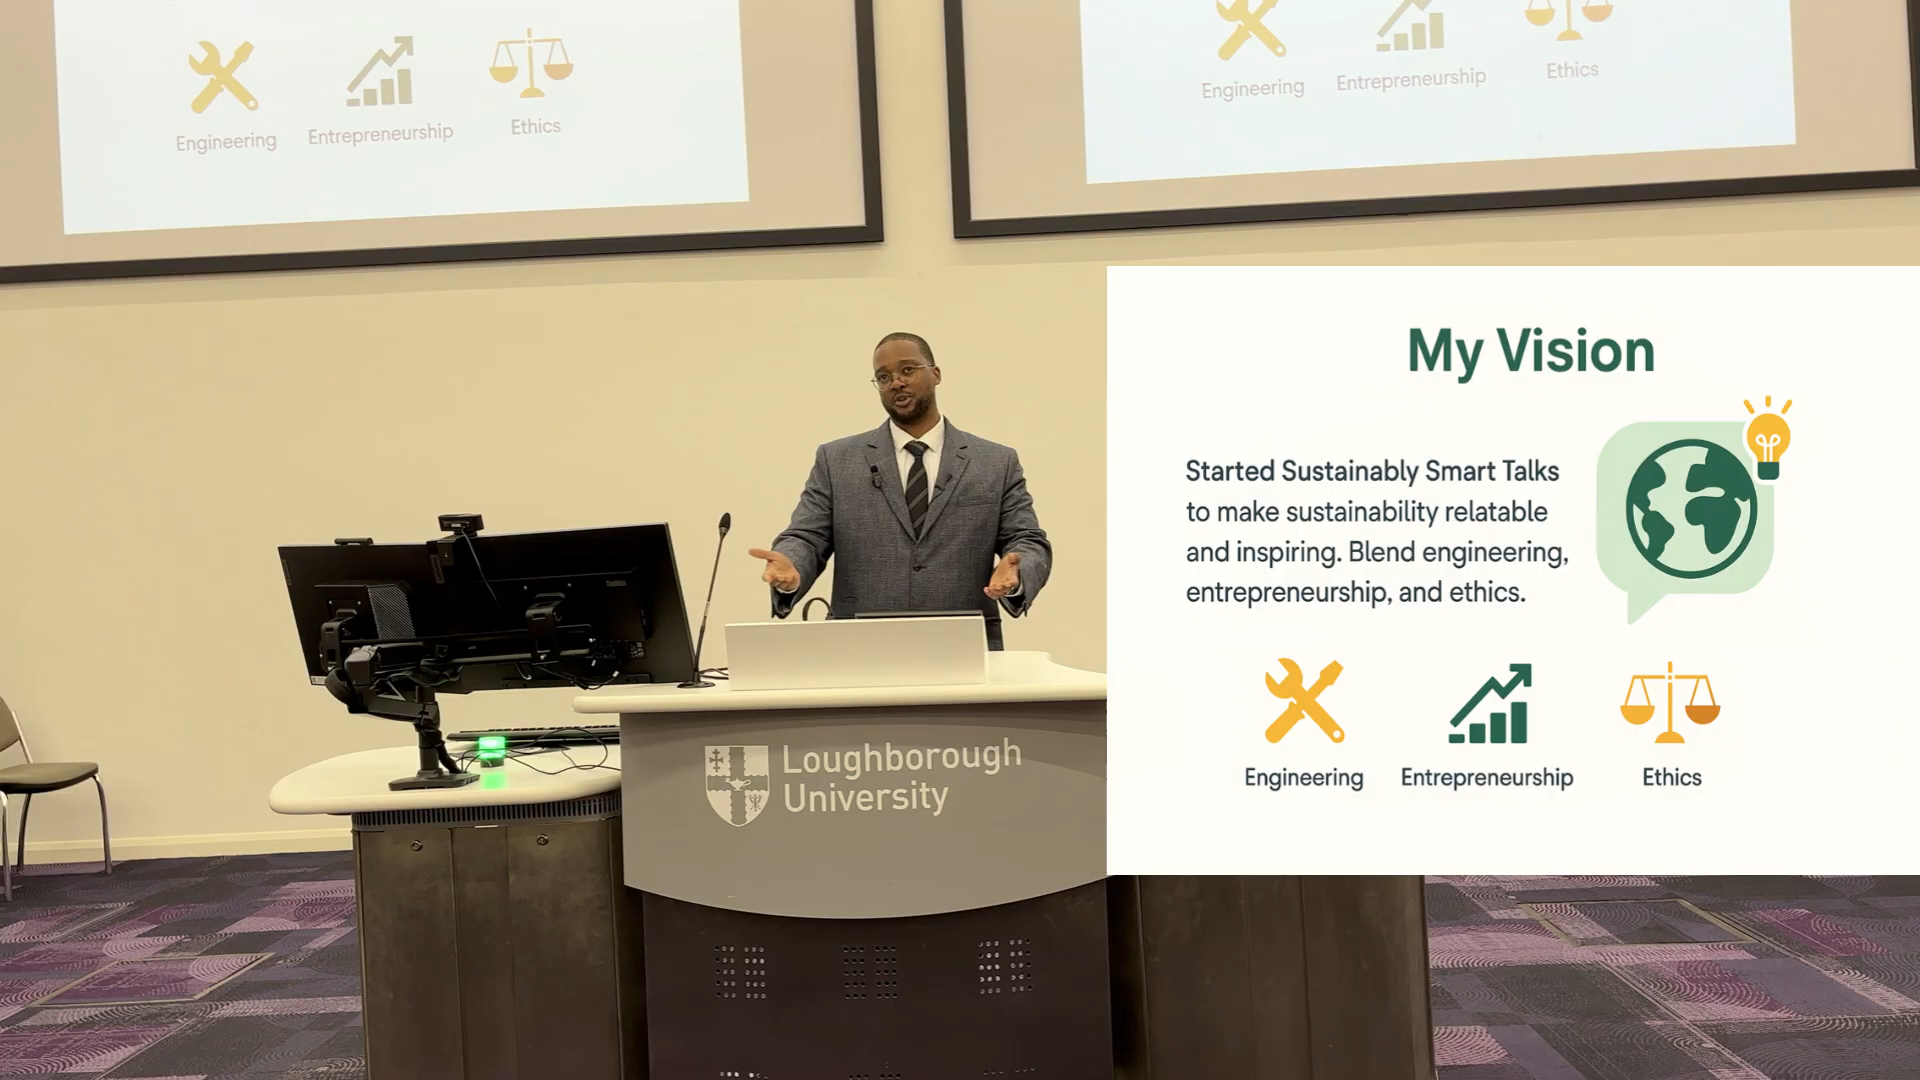 Engineering
Entrepreneurship
Ethics
Engineering
Entrepreneurship
Ethics
My Vision
Started Sustainably Smart Talks
to make sustainability relatable
and inspiring. Blend engineering,
entrepreneurship, and ethics.
Engineering
Entrepreneurship
Ethics
Loughborough
University